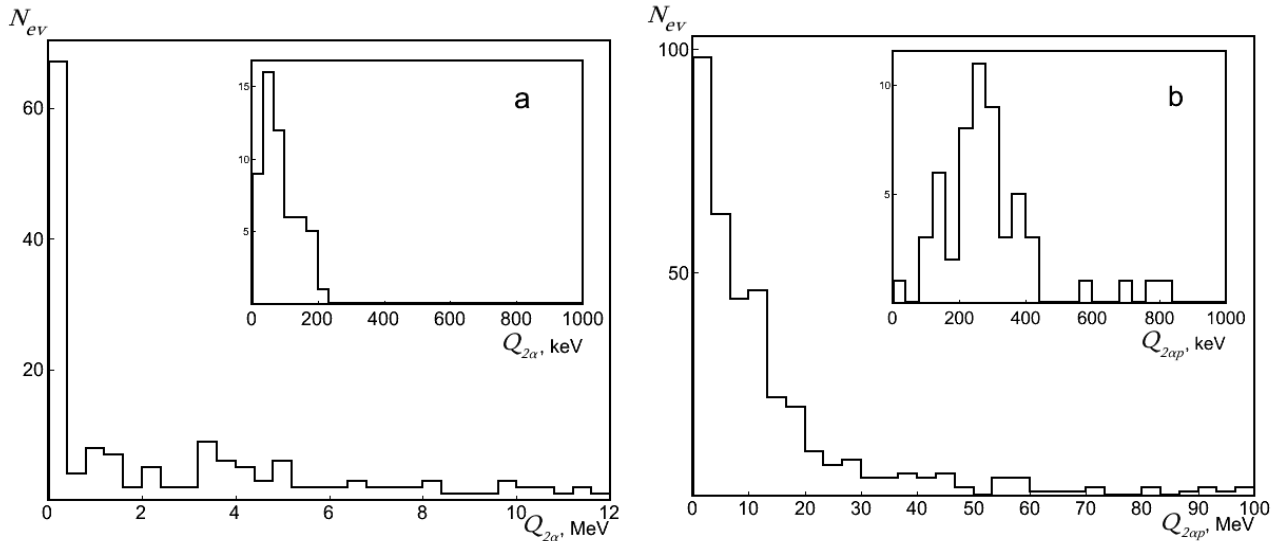 N_ev
60
40
20
0 2 4 6 8 10 12
Q_2α, MeV
a
15
10
5
0 200 400 600 800 1000
Q_2α, keV
N_ev
100
50
0 10 20 30 40 50 60 70 80 90 100
Q_2αp, MeV
b
10
5
0 200 400 600 800 1000
Q_2αp, keV